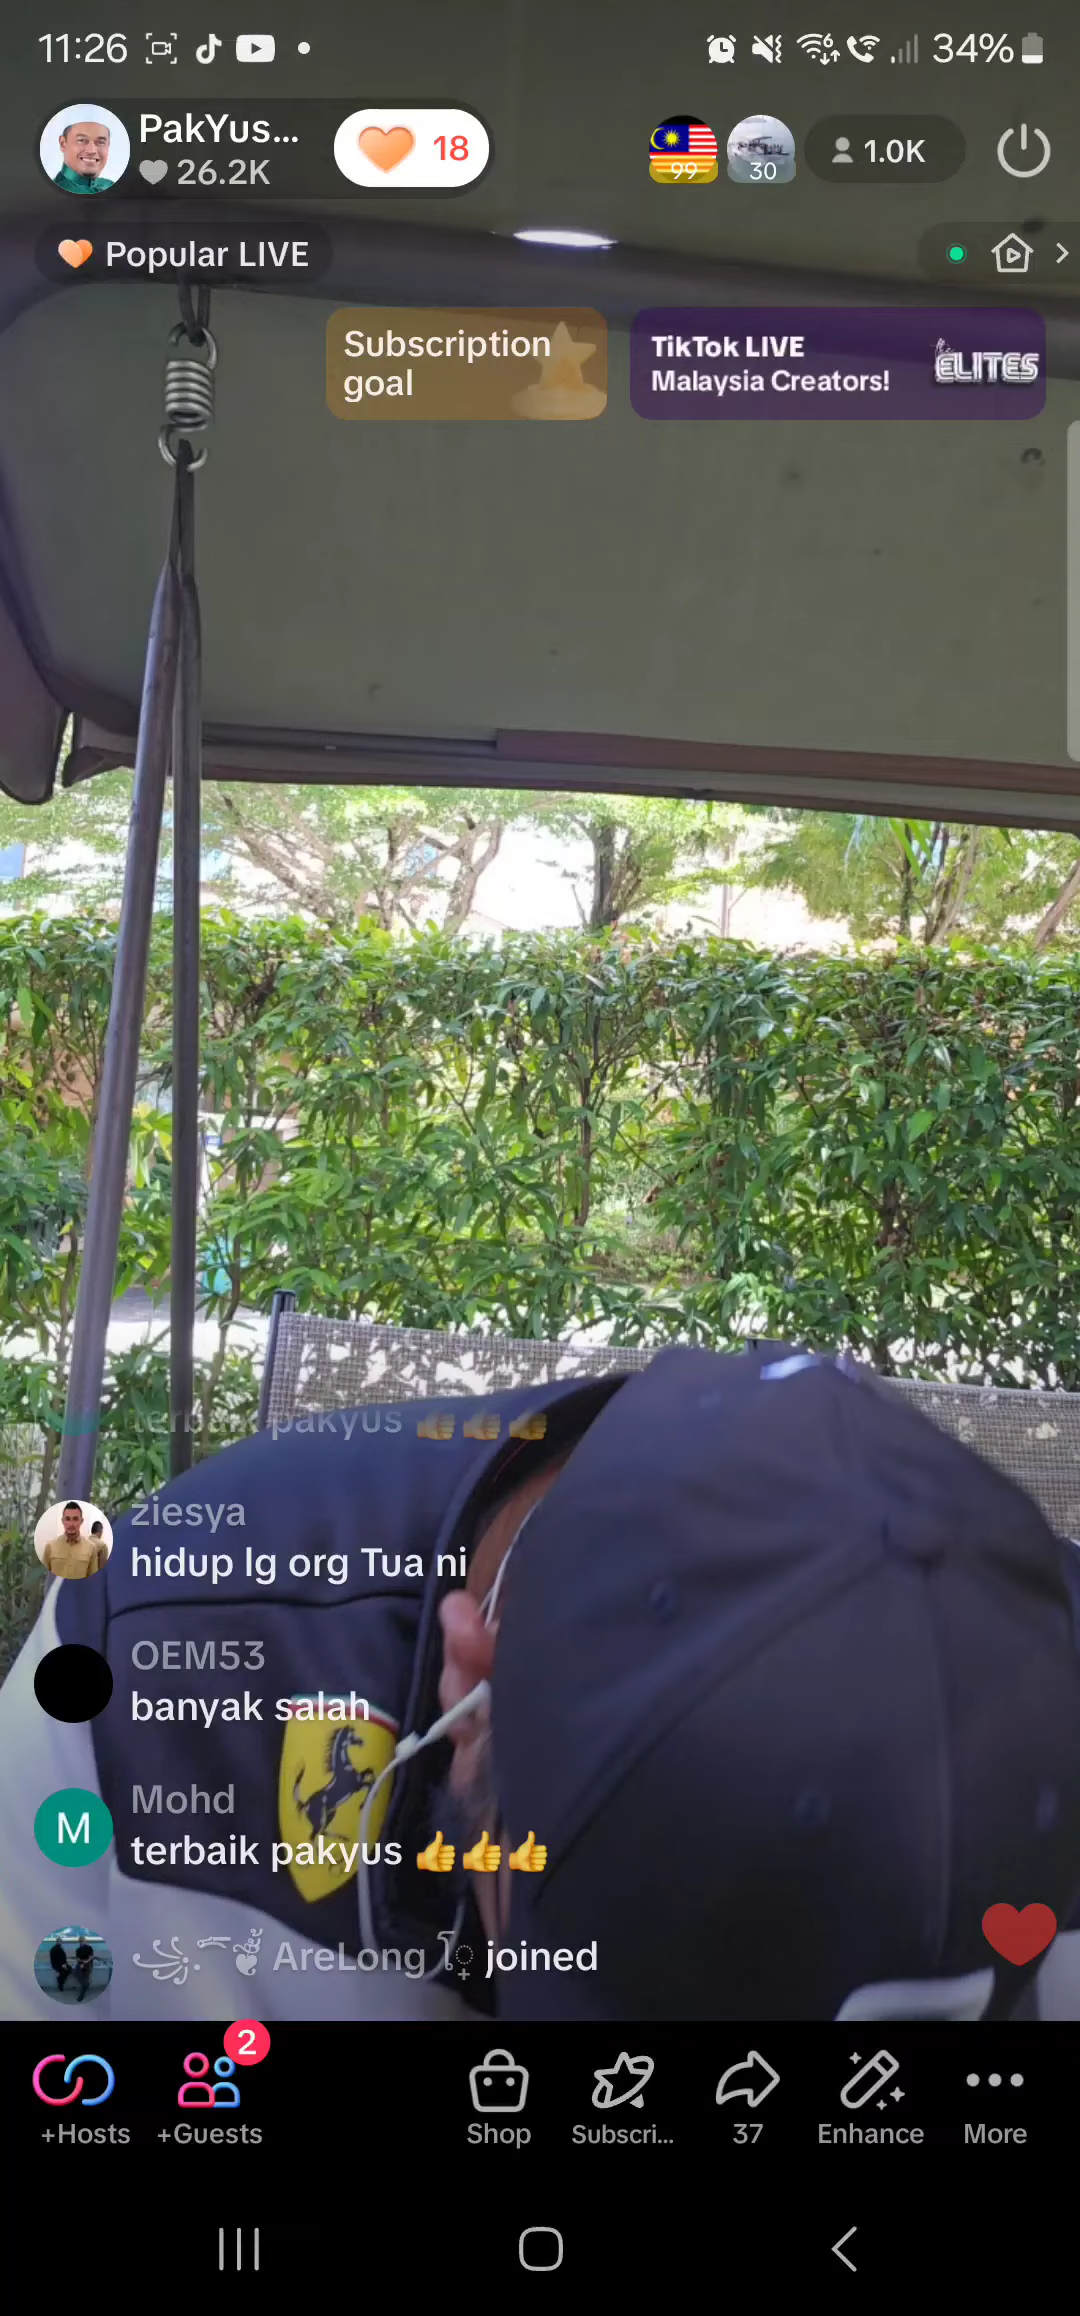 11:26
34%
PakYus...
26.2K
18
99
30
1.0K
Popular LIVE
Subscription
goal
TikTok LIVE
Malaysia Creators!
the
ELITES
terbaik pakyus 👍👍👍
ziesya
hidup lg org Tua ni
OEM53
banyak salah
Mohd
M
terbaik pakyus 👍👍👍
AreLong joined
2
+Hosts
+Guests
Shop
Subscri...
37
Enhance
More